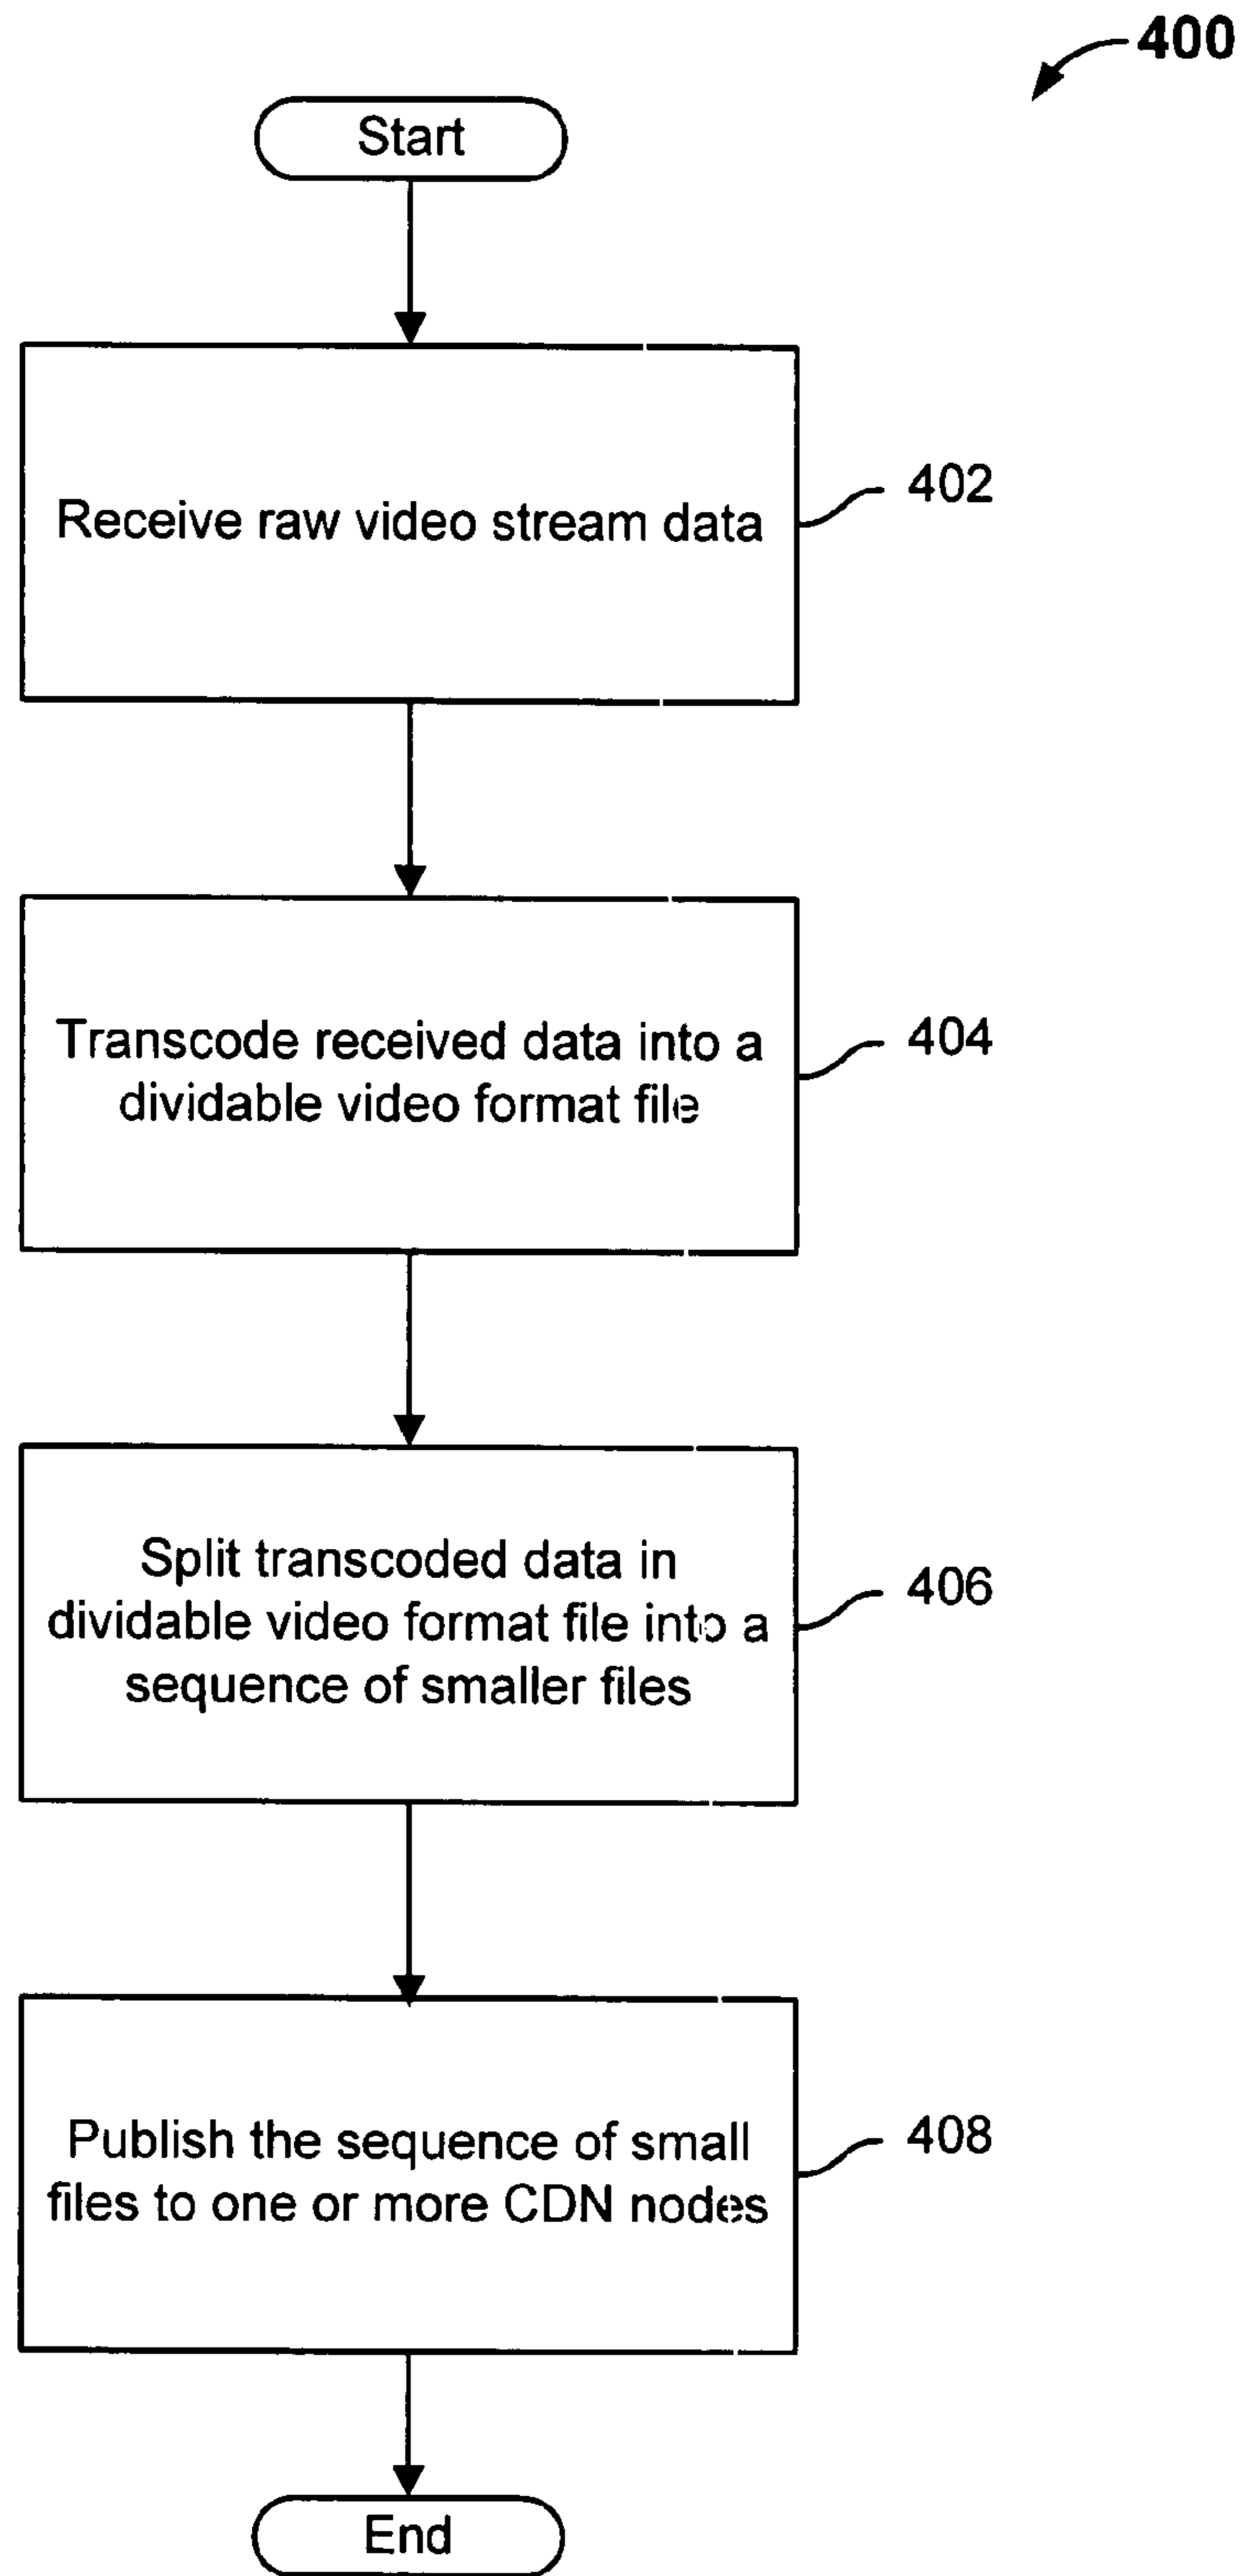 400
Start
Receive raw video stream data
402
Transcode received data into a
dividable video format file
404
Split transcoded data in
dividable video format file into a
sequence of smaller files
406
Publish the sequence of small
files to one or more CDN nodes
408
End